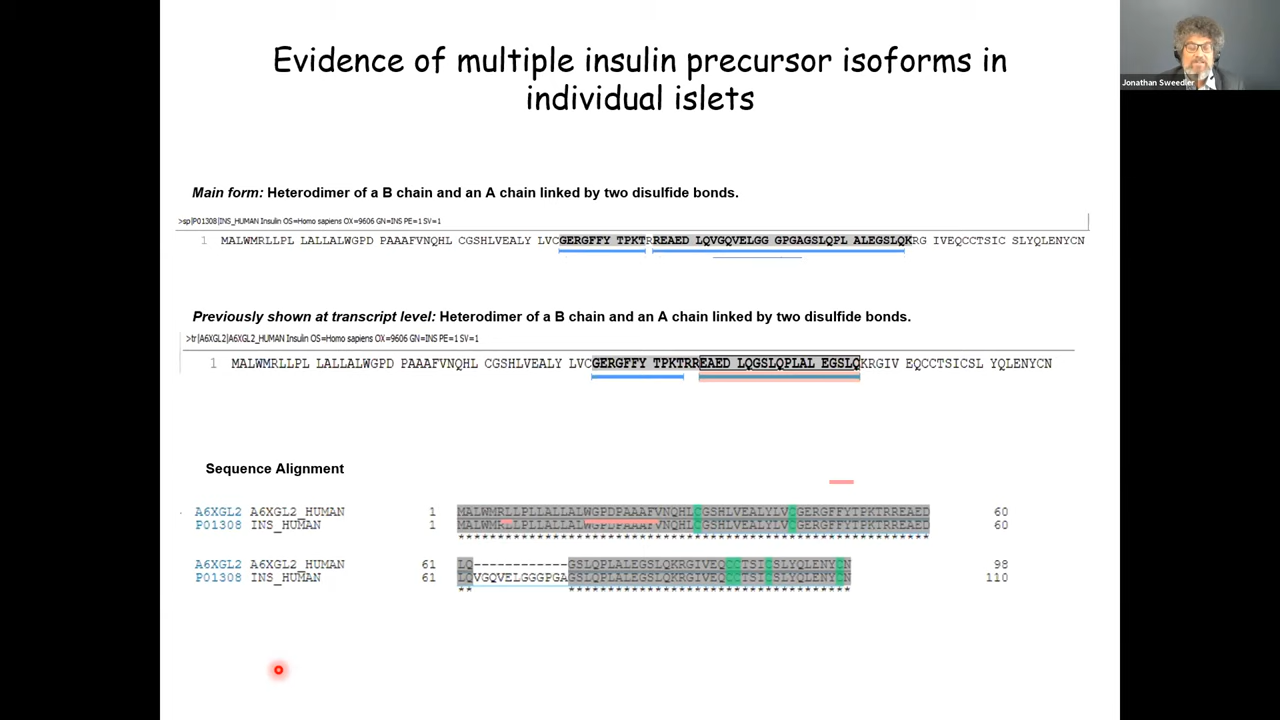 Evidence of multiple insulin precursor isoforms in
individual islets
Jonathan Sweedler
Main form: Heterodimer of a B chain and an A chain linked by two disulfide bonds.
>sp|P01308|INS_HUMAN Insulin OS=Homo sapiens OX=9606 GN=INS PE=1 SV=1
1 MALWMRLLPL LALLALWGPD PAAAFVNQHL CGSHLVEALY LVCGERGFFY TPKTRREAED LQVGQVELGG GPGAGSLQPL ALEGSLQKRG IVEQCCTSIC SLYQLENYCN
Previously shown at transcript level: Heterodimer of a B chain and an A chain linked by two disulfide bonds.
>tr|A6XGL2|A6XGL2_HUMAN Insulin OS=Homo sapiens OX=9606 GN=INS PE=1 SV=1
1 MALWMRLLPL LALLALWGPD PAAAFVNQHL CGSHLVEALY LVCGERGFFY TPKTRREAED LQGSLQPLAL EGSLQKRGIV EQCCTSICSL YQLENYCN
Sequence Alignment
A6XGL2 A6XGL2_HUMAN 1 MALWMRLLPLLALLALWGPDPAAAFVNQHLCGSHLVEALYLVCGERGFFYTPKTRREAED 60
P01308 INS_HUMAN 1 MALWMRLLPLLALLALWGPDPAAAFVNQHLCGSHLVEALYLVCGERGFFYTPKTRREAED 60
************************************************************
A6XGL2 A6XGL2_HUMAN 61 LQ------------GSLQPLALEGSLQKRGIVEQCCTSICSLYQLENYCN 98
P01308 INS_HUMAN 61 LQVGQVELGGGPGAGSLQPLALEGSLQKRGIVEQCCTSICSLYQLENYCN 110
** ************************************